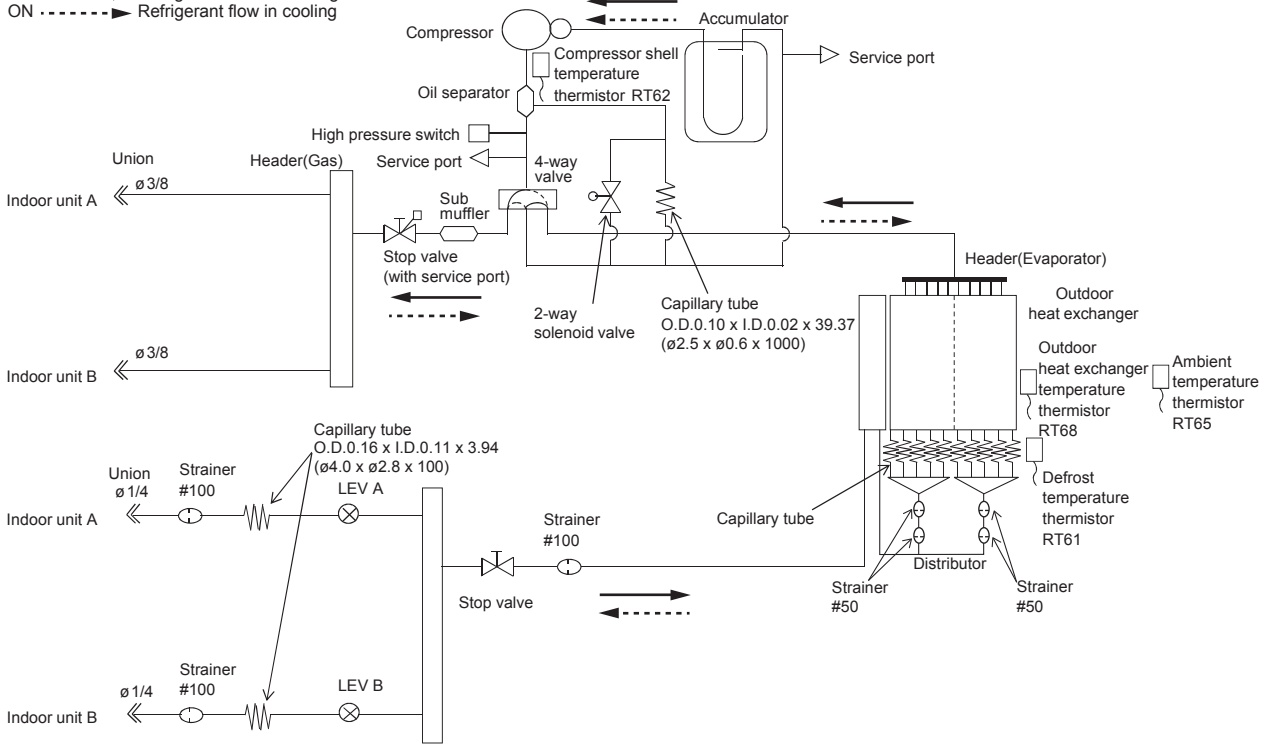 ON Refrigerant flow in cooling
Compressor
Accumulator
Service port
Compressor shell
temperature
thermistor RT62
Oil separator
High pressure switch
Service port
4-way
valve
Union
ø 3/8
Header(Gas)
Indoor unit A
Sub
muffler
Stop valve
(with service port)
2-way
solenoid valve
Capillary tube
O.D.0.10 x I.D.0.02 x 39.37
(ø2.5 x ø0.6 x 1000)
Header(Evaporator)
Outdoor
heat exchanger
Outdoor
heat exchanger
temperature
thermistor
RT68
Ambient
temperature
thermistor
RT65
ø 3/8
Indoor unit B
Capillary tube
O.D.0.16 x I.D.0.11 x 3.94
(ø4.0 x ø2.8 x 100)
Union
ø 1/4
Strainer
#100
LEV A
Indoor unit A
Strainer
#100
Stop valve
Capillary tube
Defrost
temperature
thermistor
RT61
Distributor
Strainer
#50
Strainer
#50
ø 1/4
Strainer
#100
LEV B
Indoor unit B